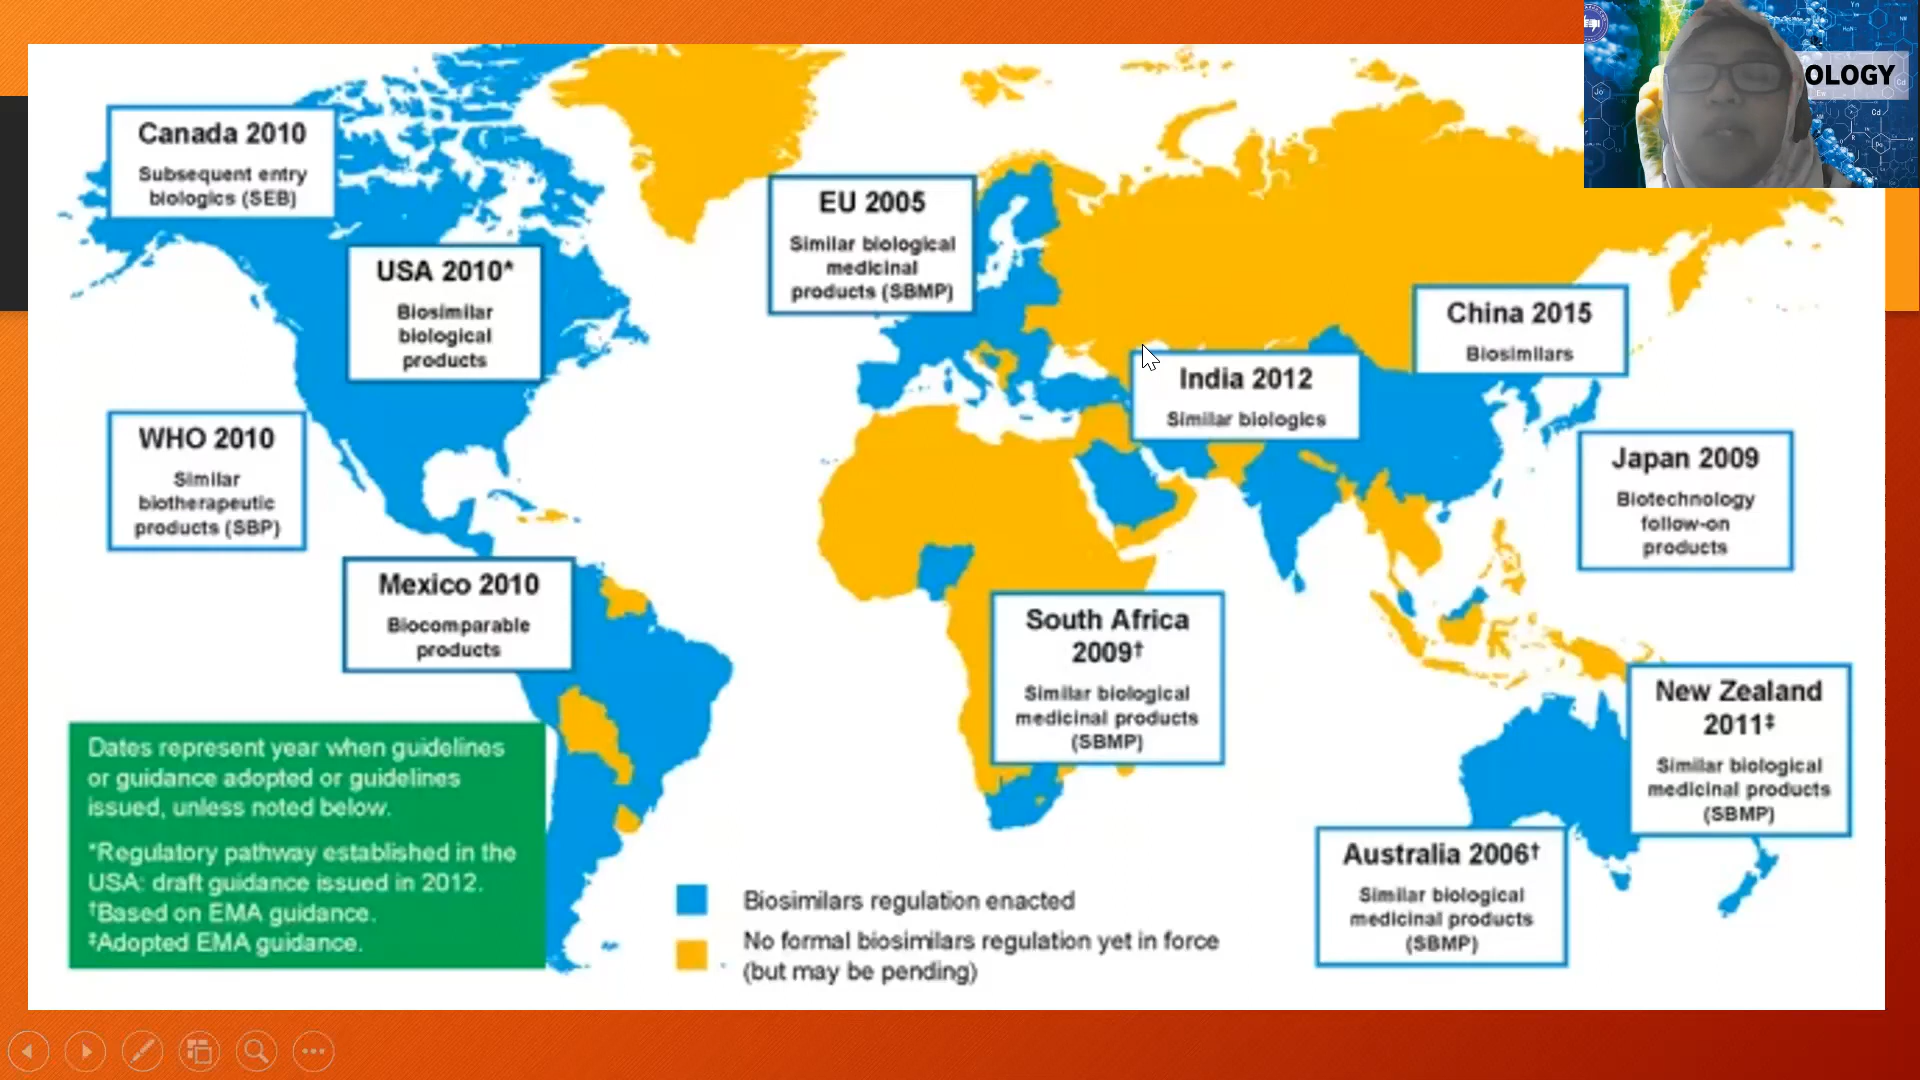 OLOGY
Canada 2010
Subsequent entry
biologics (SEB)
USA 2010*
Biosimilar
biological
products
EU 2005
Similar biological
medicinal
products (SBMP)
China 2015
Biosimilars
India 2012
Similar biologics
WHO 2010
Similar
biotherapeutic
products (SBP)
Japan 2009
Biotechnology
follow-on
products
Mexico 2010
Biocomparable
products
South Africa
2009†
Similar biological
medicinal products
(SBMP)
New Zealand
2011‡
Similar biological
medicinal products
(SBMP)
Australia 2006†
Similar biological
medicinal products
(SBMP)
Dates represent year when guidelines
or guidance adopted or guidelines
issued, unless noted below.
*Regulatory pathway established in the
USA: draft guidance issued in 2012.
†Based on EMA guidance.
‡Adopted EMA guidance.
Biosimilars regulation enacted
No formal biosimilars regulation yet in force
(but may be pending)